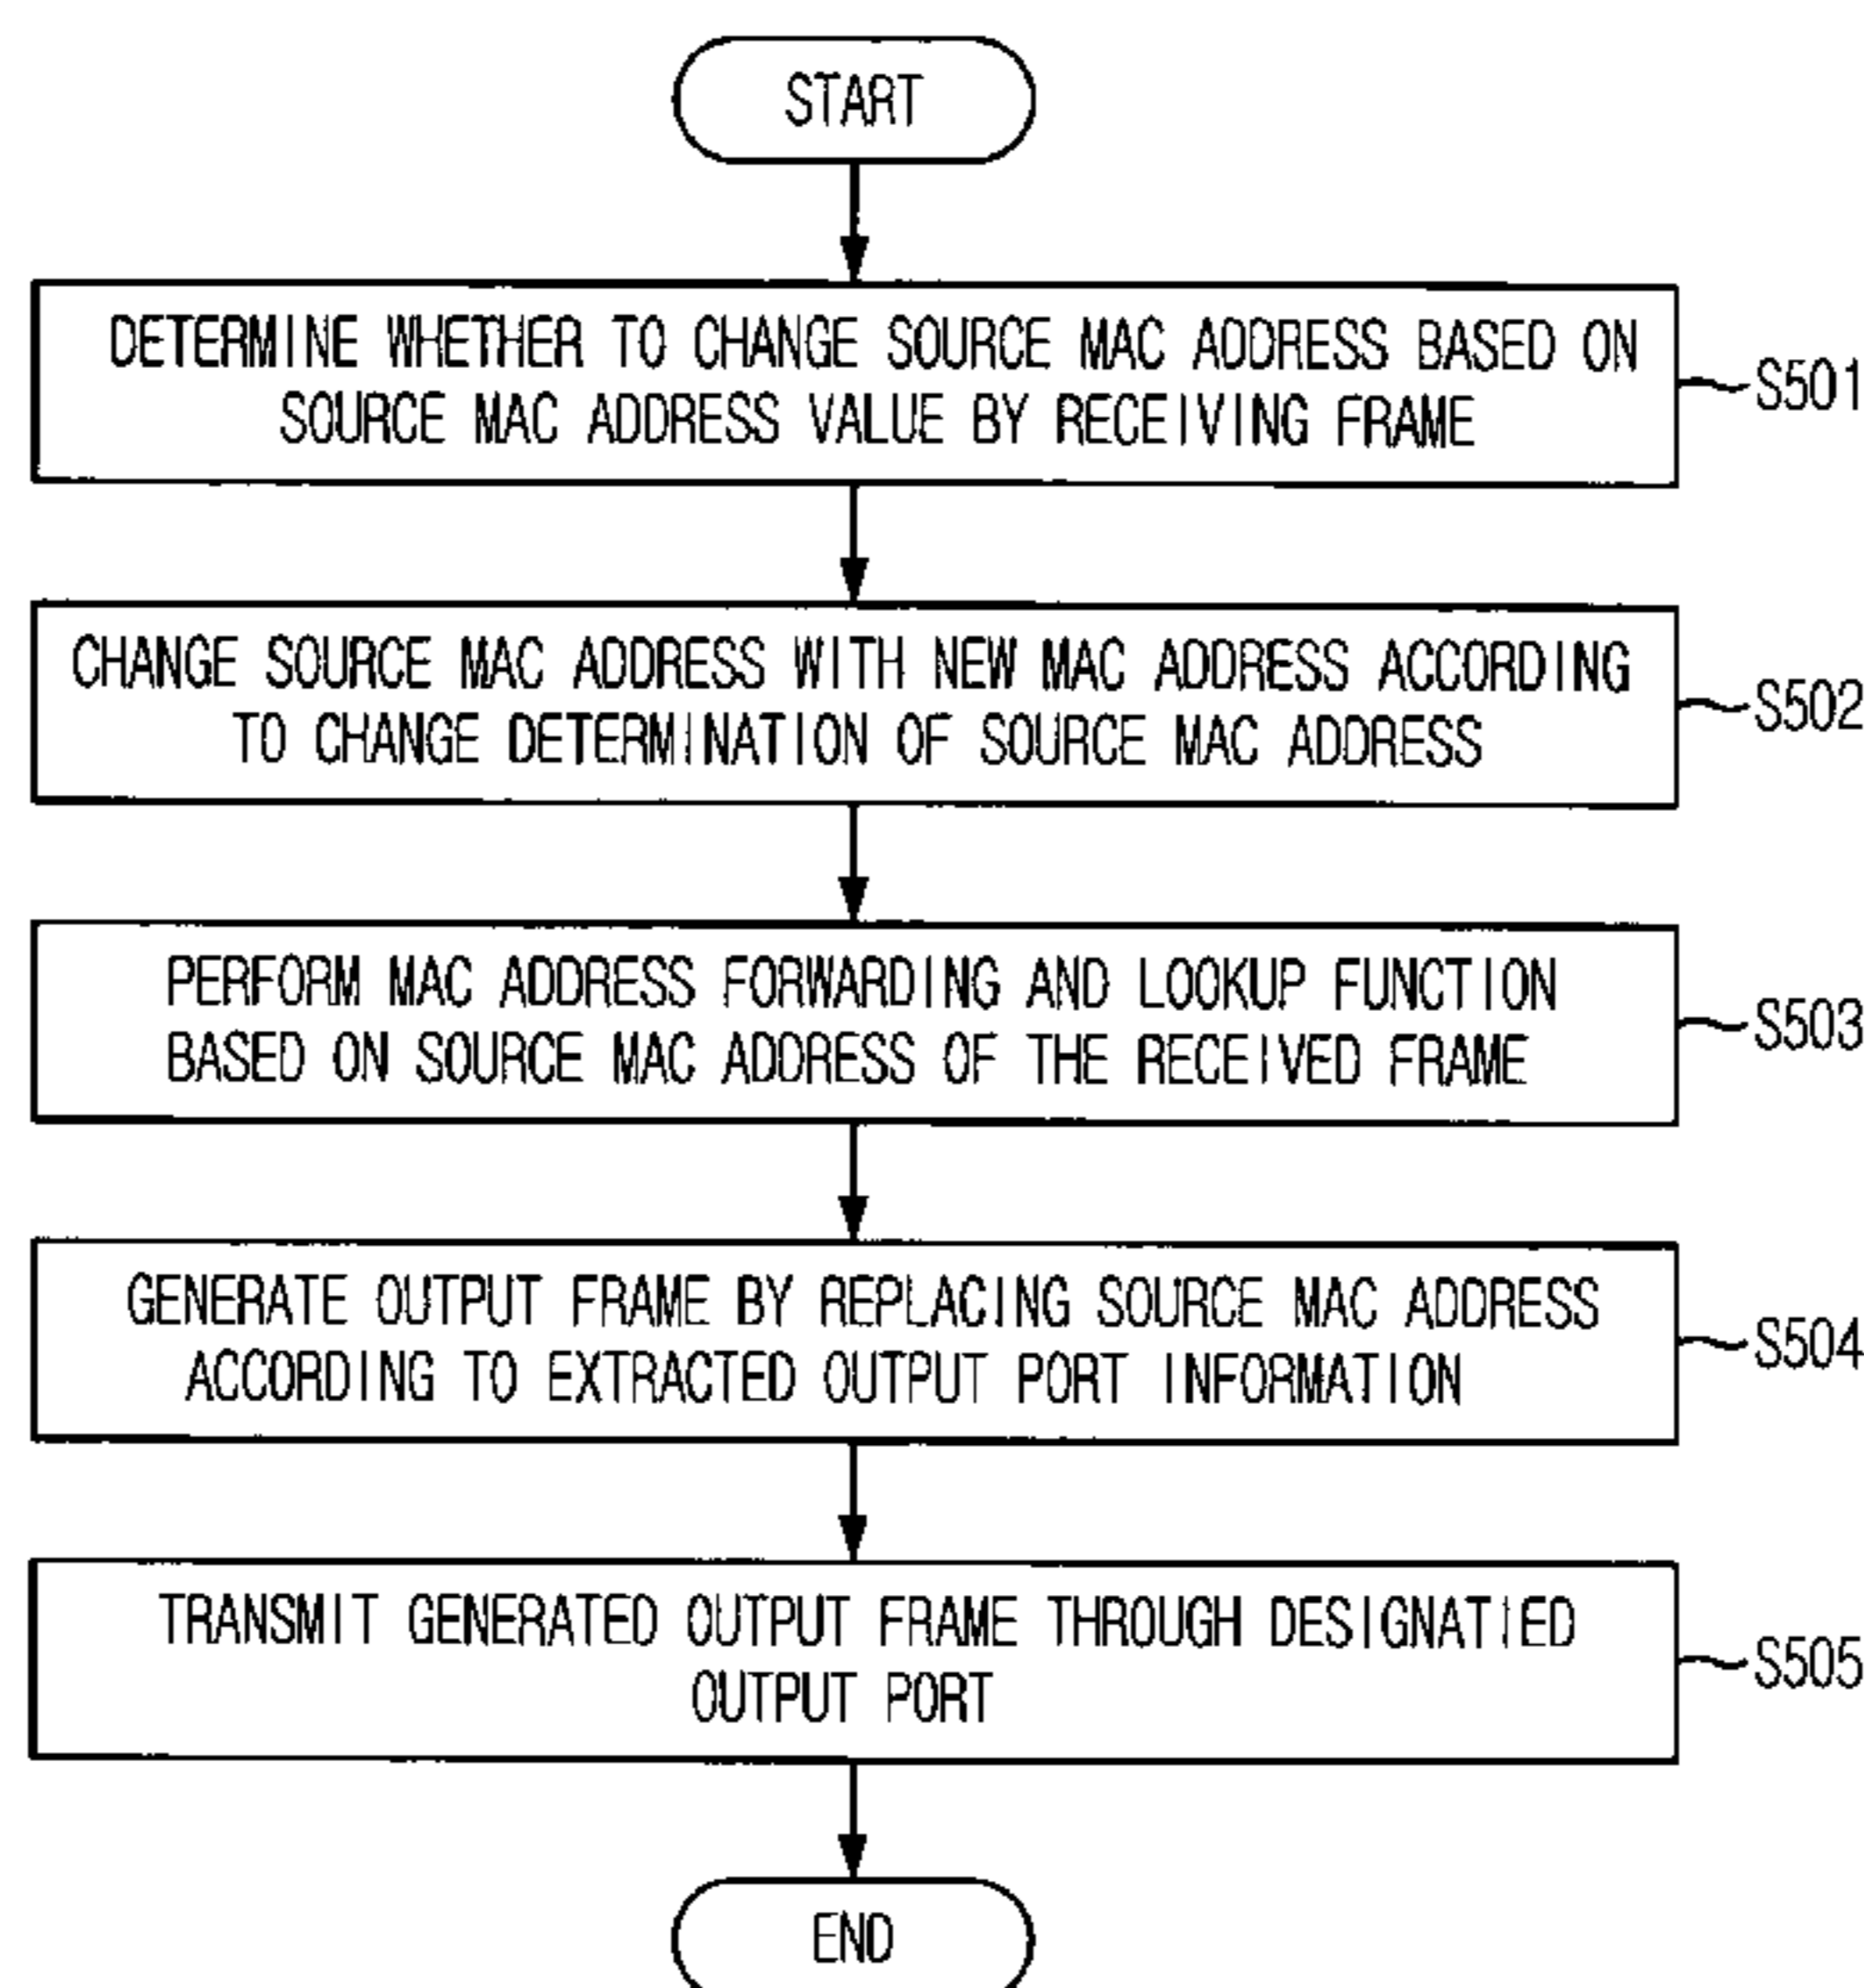 START
DETERMINE WHETHER TO CHANGE SOURCE MAC ADDRESS BASED ON
SOURCE MAC ADDRESS VALUE BY RECEIVING FRAME
S501
CHANGE SOURCE MAC ADDRESS WITH NEW MAC ADDRESS ACCORDING
TO CHANGE DETERMINATION OF SOURCE MAC ADDRESS
S502
PERFORM MAC ADDRESS FORWARDING AND LOOKUP FUNCTION
BASED ON SOURCE MAC ADDRESS OF THE RECEIVED FRAME
S503
GENERATE OUTPUT FRAME BY REPLACING SOURCE MAC ADDRESS
ACCORDING TO EXTRACTED OUTPUT PORT INFORMATION
S504
TRANSMIT GENERATED OUTPUT FRAME THROUGH DESIGNATIED
OUTPUT PORT
S505
END